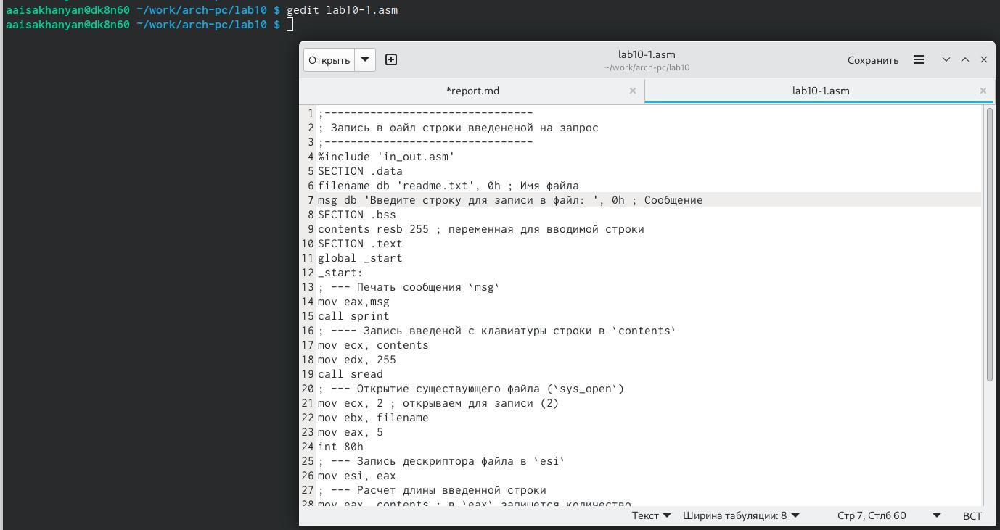 aaisakhanyan@dk8n60 ~/work/arch-pc/lab10 $ gedit lab10-1.asm
aaisakhanyan@dk8n60 ~/work/arch-pc/lab10 $
Открыть
lab10-1.asm
~/work/arch-pc/lab10
Сохранить
*report.md
lab10-1.asm
1 ;--------------------------------
2 ; Запись в файл строки введененой на запрос
3 ;--------------------------------
4 %include 'in_out.asm'
5 SECTION .data
6 filename db 'readme.txt', 0h ; Имя файла
7 msg db 'Введите строку для записи в файл: ', 0h ; Сообщение
8 SECTION .bss
9 contents resb 255 ; переменная для вводимой строки
10 SECTION .text
11 global _start
12 _start:
13 ; --- Печать сообщения `msg`
14 mov eax,msg
15 call sprint
16 ; ---- Запись введеной с клавиатуры строки в `contents`
17 mov ecx, contents
18 mov edx, 255
19 call sread
20 ; --- Открытие существующего файла (`sys_open`)
21 mov ecx, 2 ; открываем для записи (2)
22 mov ebx, filename
23 mov eax, 5
24 int 80h
25 ; --- Запись дескриптора файла в `esi`
26 mov esi, eax
27 ; --- Расчет длины введенной строки
28 mov eax, contents ; в `eax` запишется количество
Текст Ширина табуляции: 8 Стр 7, Стлб 60 ВСТ